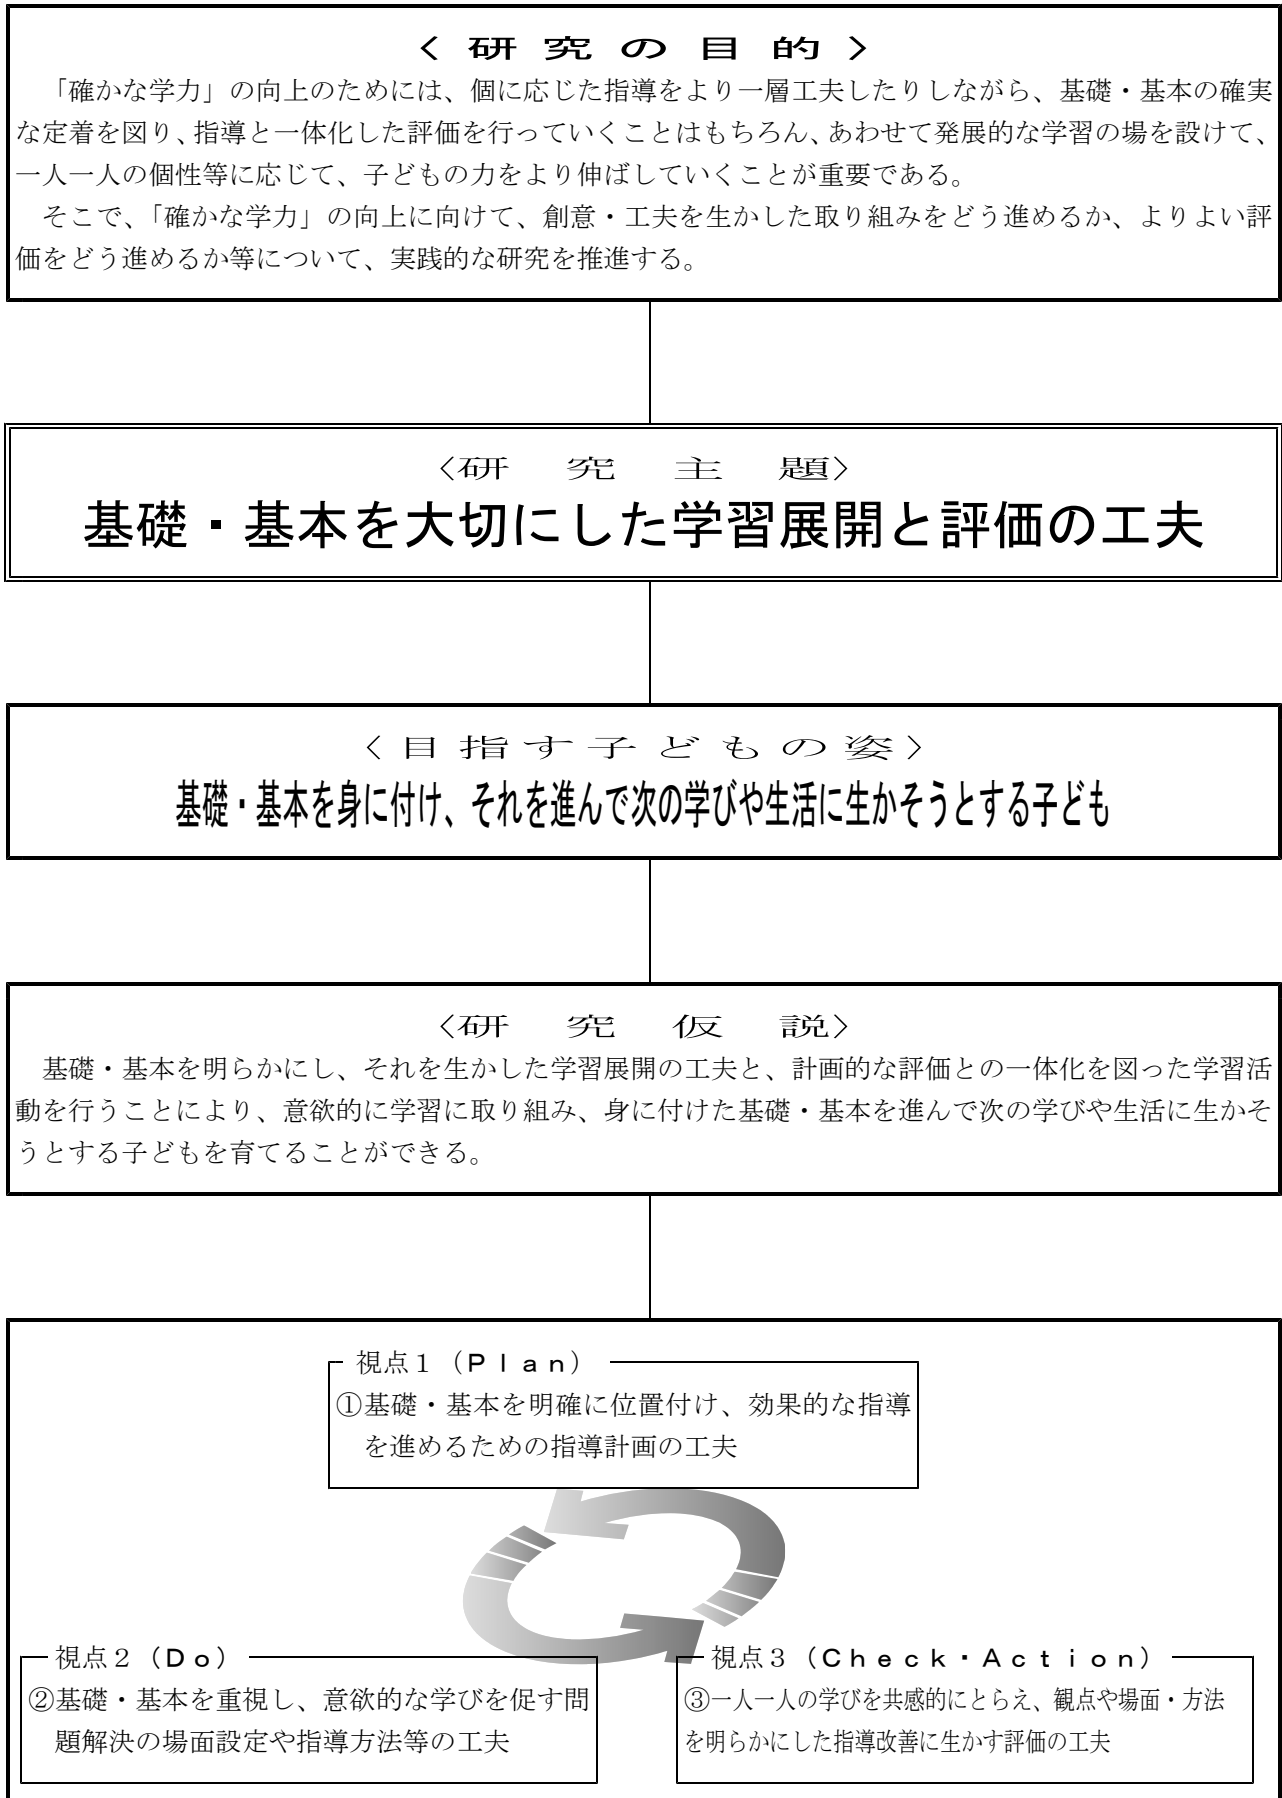 〈 研 究 の 目 的 〉
「確かな学力」の向上のためには、個に応じた指導をより一層工夫したりしながら、基礎・基本の確実
な定着を図り、指導と一体化した評価を行っていくことはもちろん、あわせて発展的な学習の場を設けて、
一人一人の個性等に応じて、子どもの力をより伸ばしていくことが重要である。
そこで、「確かな学力」の向上に向けて、創意・工夫を生かした取り組みをどう進めるか、よりよい評
価をどう進めるか等について、実践的な研究を推進する。
〈研 究 主 題〉
基礎・基本を大切にした学習展開と評価の工夫
〈 目 指 す 子 ど も の 姿 〉
基礎・基本を身に付け、それを進んで次の学びや生活に生かそうとする子ども
〈研 究 仮 説〉
基礎・基本を明らかにし、それを生かした学習展開の工夫と、計画的な評価との一体化を図った学習活
動を行うことにより、意欲的に学習に取り組み、身に付けた基礎・基本を進んで次の学びや生活に生かそ
うとする子どもを育てることができる。
視点１（Ｐｌａｎ）
①基礎・基本を明確に位置付け、効果的な指導
を進めるための指導計画の工夫
視点２（Ｄｏ）
②基礎・基本を重視し、意欲的な学びを促す問
題解決の場面設定や指導方法等の工夫
視点３（Ｃｈｅｃｋ・Ａｃｔｉｏｎ）
③一人一人の学びを共感的にとらえ、観点や場面・方法
を明らかにした指導改善に生かす評価の工夫